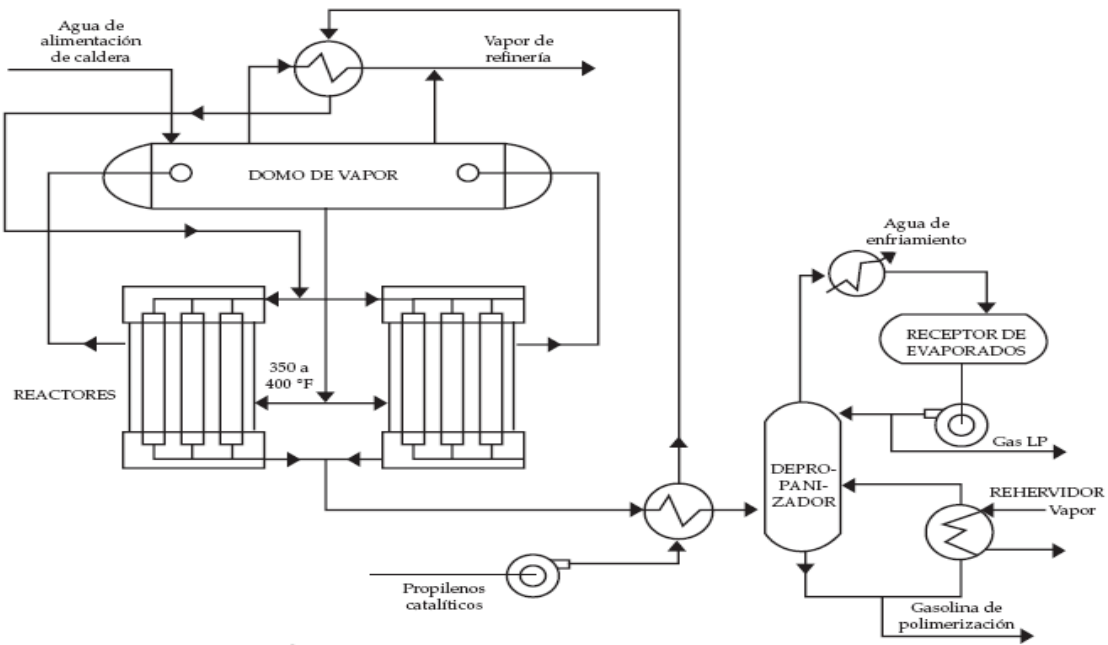 Agua de
alimentación
de caldera
Vapor de
refinería
DOMO DE VAPOR
Agua de
enfriamiento
RECEPTOR DE
EVAPORADOS
350 a
400 °F
REACTORES
Gas LP
DEPRO-
PANI-
ZADOR
REHERVIDOR
Vapor
Propilenos
catalíticos
Gasolina de
polimerización